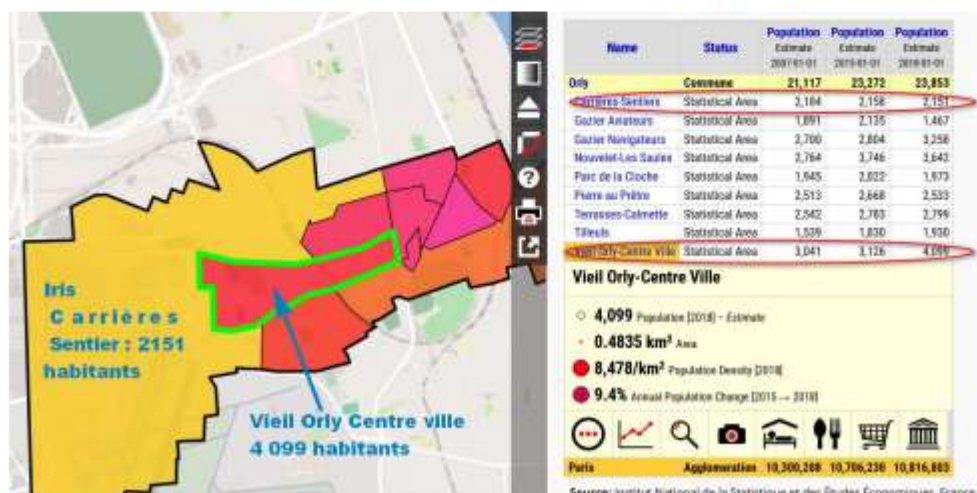 Iris
Carrières
Sentier : 2151
habitants
Vieil Orly Centre ville
4 099 habitants
Name Status Population Population Population
Estimate Estimate Estimate
2007-01-01 2015-01-01 2018-01-01
Orly Commune 21,117 23,272 23,853
Carrières-Sentiers Statistical Area 2,184 2,158 2,151
Gazier Aviateurs Statistical Area 1,891 2,135 1,467
Gazier Navigateurs Statistical Area 2,700 2,804 3,258
Nouvelet-Les Saules Statistical Area 2,764 3,746 3,642
Parc de la Cloche Statistical Area 1,945 2,022 1,973
Pierre au Prêtre Statistical Area 2,513 2,668 2,533
Terrasses-Calmette Statistical Area 2,542 2,783 2,799
Tilleuls Statistical Area 1,539 1,830 1,930
Vieil Orly-Centre Ville Statistical Area 3,041 3,126 4,099
Vieil Orly-Centre Ville
4,099 Population [2018] – Estimate
0.4835 km² Area
8,478/km² Population Density [2018]
9.4% Annual Population Change [2015 → 2018]
Paris Agglomeration 10,300,288 10,706,238 10,816,803
Source: Institut National de la Statistique et des Études Économiques, France